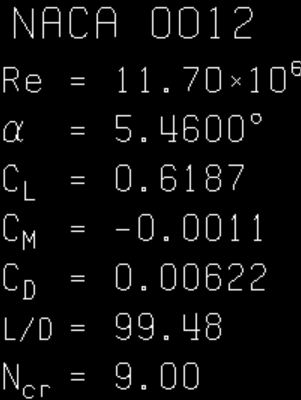 NACA 0012
Re = 11.70×10⁶
α = 5.4600°
C_L = 0.6187
C_M = -0.0011
C_D = 0.00622
L/D = 99.48
N_cr = 9.00